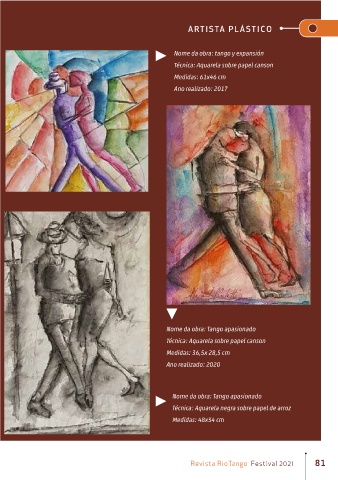 ARTISTA PLÁSTICO
Nome da obra: tango y expansión
Técnica: Aquarela sobre papel canson
Medidas: 61x46 cm
Ano realizado: 2017
Nome da obra: Tango apasionado
Técnica: Aquarela sobre papel canson
Medidas: 36,5x 28,5 cm
Ano realizado: 2020
Nome da obra: Tango apasionado
Técnica: Aquarela negra sobre papel de arroz
Medidas: 48x34 cm
Revista RioTango Festival 2021 81